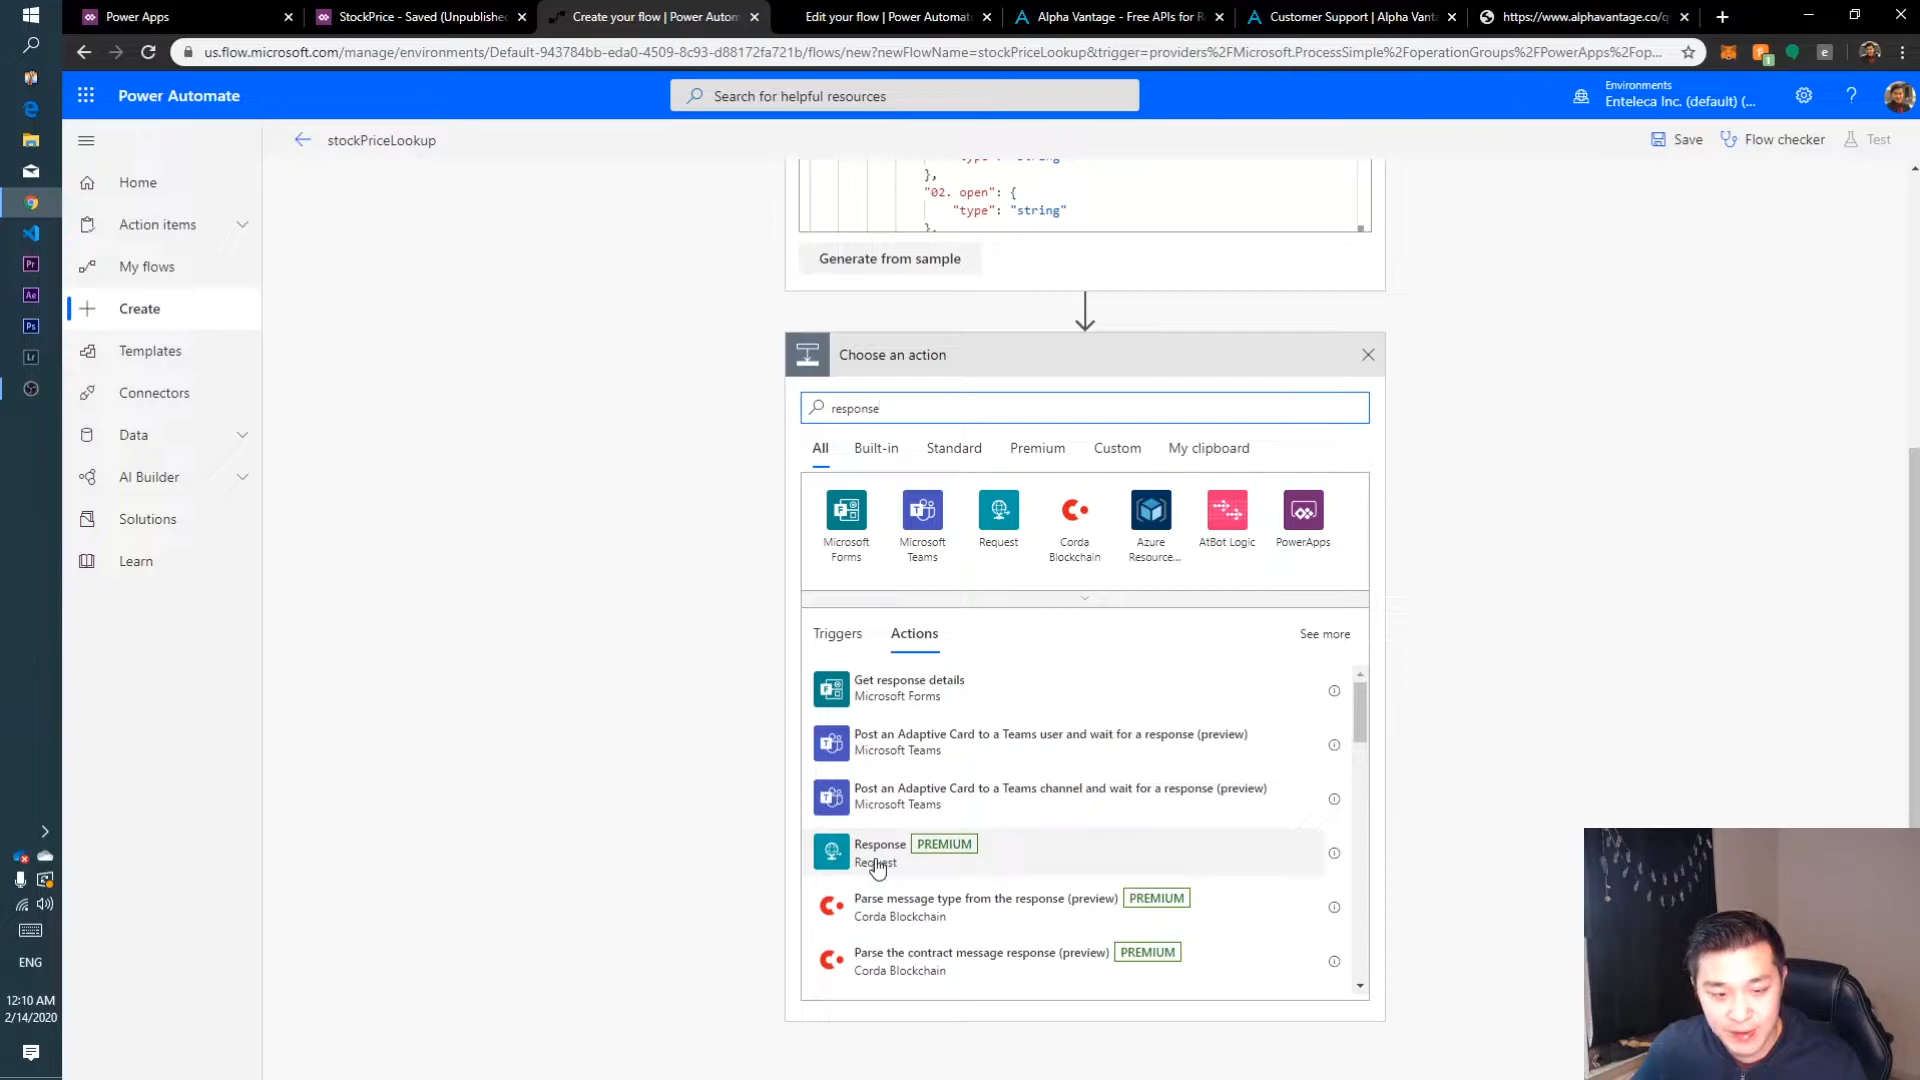 Power Apps
StockPrice - Saved (Unpublishe
Create your flow | Power Autom
Edit your flow | Power Automat
Alpha Vantage - Free APIs for R
Customer Support | Alpha Vant
https://www.alphavantage.co/q
us.flow.microsoft.com/manage/environments/Default-943784bb-eda0-4509-8c93-d88172fa721b/flows/new?newFlowName=stockPriceLookup&trigger=providers%2FMicrosoft.ProcessSimple%2FoperationGroups%2FPowerApps%2Fop...
Power Automate
Search for helpful resources
Environments
Enteleca Inc. (default) (...
stockPriceLookup
Save
Flow checker
Test
Home
Action items
My flows
Create
Templates
Connectors
Data
AI Builder
Solutions
Learn
"type": "string"
},
"02. open": {
"type": "string"
},
Generate from sample
Choose an action
response
All
Built-in
Standard
Premium
Custom
My clipboard
Microsoft Forms
Microsoft Teams
Request
Corda Blockchain
Azure Resource...
AtBot Logic
PowerApps
Triggers
Actions
See more
Get response details
Microsoft Forms
Post an Adaptive Card to a Teams user and wait for a response (preview)
Microsoft Teams
Post an Adaptive Card to a Teams channel and wait for a response (preview)
Microsoft Teams
Response PREMIUM
Request
Parse message type from the response (preview) PREMIUM
Corda Blockchain
Parse the contract message response (preview) PREMIUM
Corda Blockchain
Pr
Ae
Ps
Lr
ENG
12:10 AM
2/14/2020